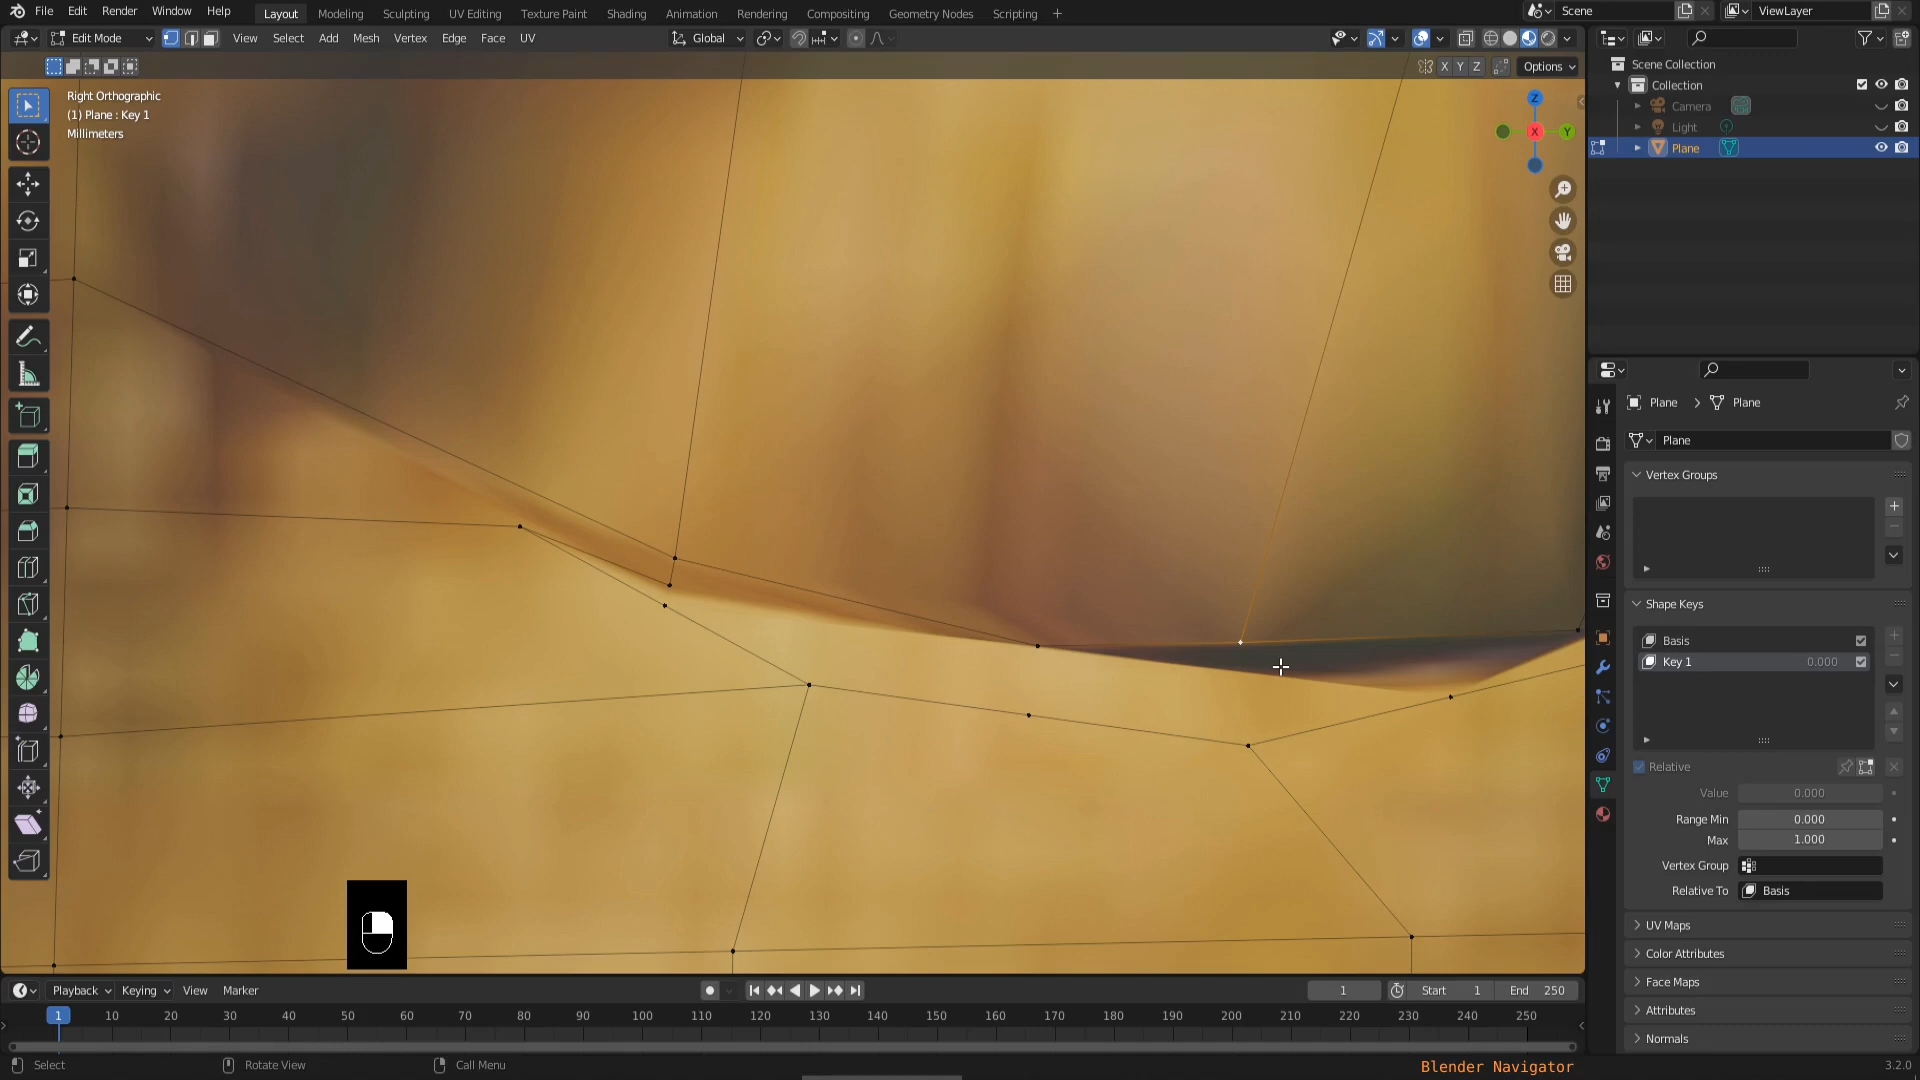 File Edit Render Window Help Layout Modeling Sculpting UV Editing Texture Paint Shading Animation Rendering Compositing Geometry Nodes Scripting + Scene ViewLayer
Edit Mode View Select Add Mesh Vertex Edge Face UV Global
X Y Z Options
Right Orthographic
(1) Plane : Key 1
Millimeters
Z
X
Y
Scene Collection
Collection
Camera
Light
Plane
Plane > Plane
Plane
Vertex Groups
Shape Keys
Basis
Key 1 0.000
Relative
Value 0.000
Range Min 0.000
Max 1.000
Vertex Group
Relative To Basis
UV Maps
Color Attributes
Face Maps
Attributes
Normals
Playback Keying View Marker 1 Start 1 End 250
1 10 20 30 40 50 60 70 80 90 100 110 120 130 140 150 160 170 180 190 200 210 220 230 240 250
Select Rotate View Call Menu Blender Navigator 3.2.0